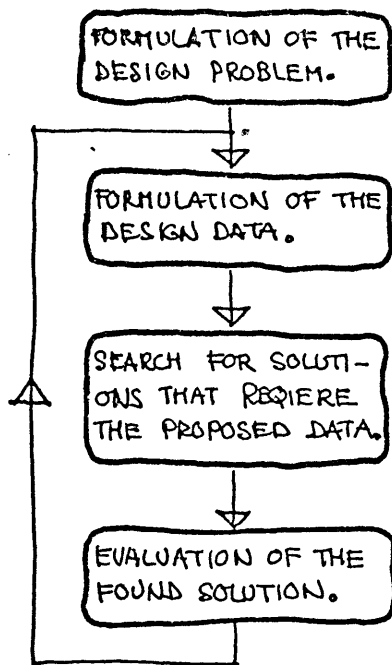 FORMULATION OF THE
DESIGN PROBLEM.
FORMULATION OF THE
DESIGN DATA.
SEARCH FOR SOLUTI-
ONS THAT REQIERE
THE PROPOSED DATA.
EVALUATION OF THE
FOUND SOLUTION.